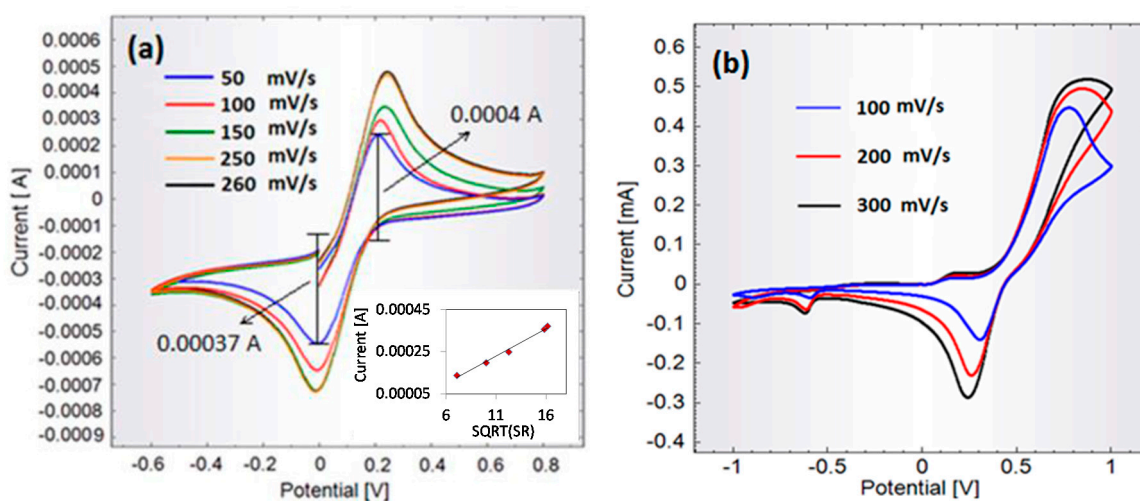 (a)
50 mV/s
100 mV/s
150 mV/s
250 mV/s
260 mV/s
0.0004 A
0.00037 A
Current [ A]
0.0006
0.0005
0.0004
0.0003
0.0002
0.0001
0
-0.0001
-0.0002
-0.0003
-0.0004
-0.0005
-0.0006
-0.0007
-0.0008
-0.0009
-0.6 -0.4 -0.2 0 0.2 0.4 0.6 0.8
Potential [V]
Current [A]
0.00045
0.00025
0.00005
6 11 16
SQRT(SR)
(b)
100 mV/s
200 mV/s
300 mV/s
Current [mA]
0.6
0.5
0.4
0.3
0.2
0.1
0
-0.1
-0.2
-0.3
-0.4
-1 -0.5 0 0.5 1
Potential [V]